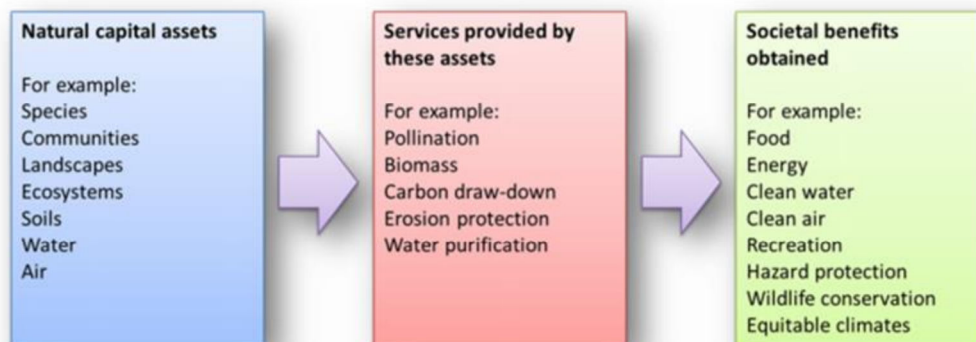 Natural capital assets
For example:
Species
Communities
Landscapes
Ecosystems
Soils
Water
Air
Services provided by
these assets
For example:
Pollination
Biomass
Carbon draw-down
Erosion protection
Water purification
Societal benefits
obtained
For example:
Food
Energy
Clean water
Clean air
Recreation
Hazard protection
Wildlife conservation
Equitable climates